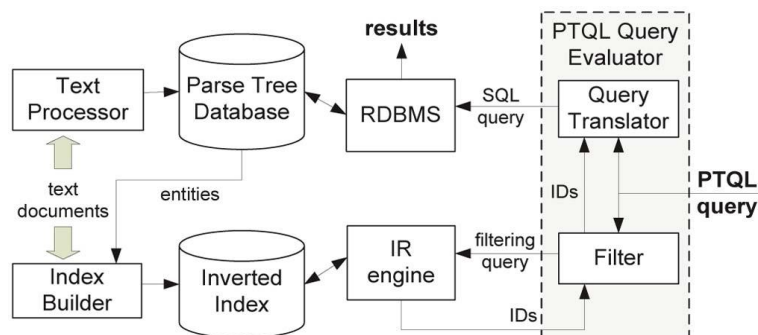 results
PTQL Query
Evaluator
Text
Processor
Parse Tree
Database
RDBMS
SQL
query
Query
Translator
text
documents
entities
IDs
PTQL
query
Index
Builder
Inverted
Index
IR
engine
filtering
query
Filter
IDs